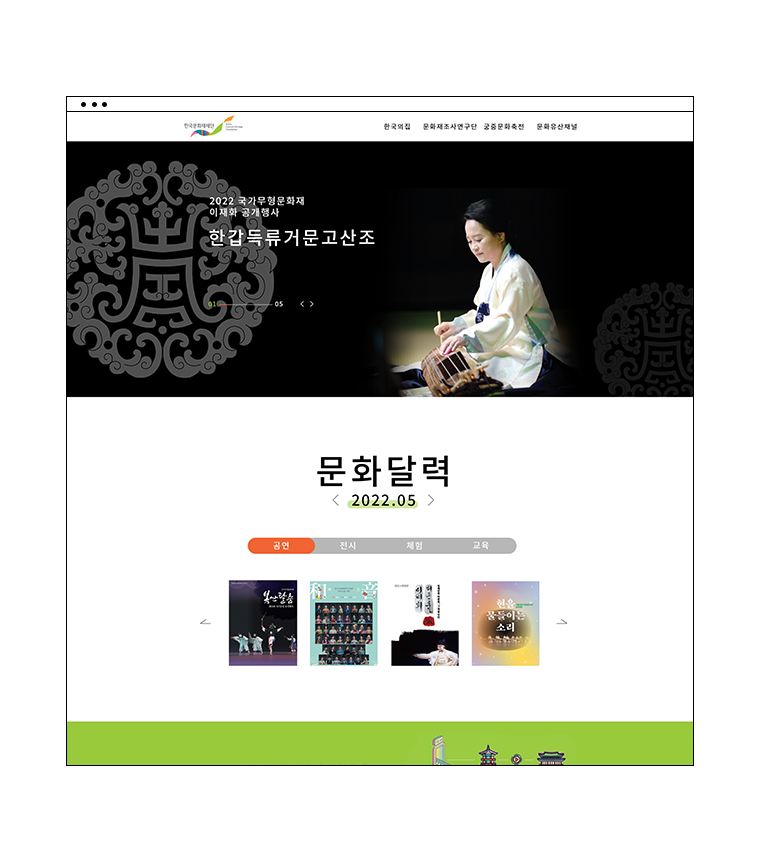 한국문화재재단
한국의집 문화재조사연구단 궁중문화축전 문화유산채널
2022 국가무형문화재
이재화 공개행사
한갑득류거문고산조
01 05
문화달력
2022.05
공연 전시 체험 교육
현을
물들이는
소리